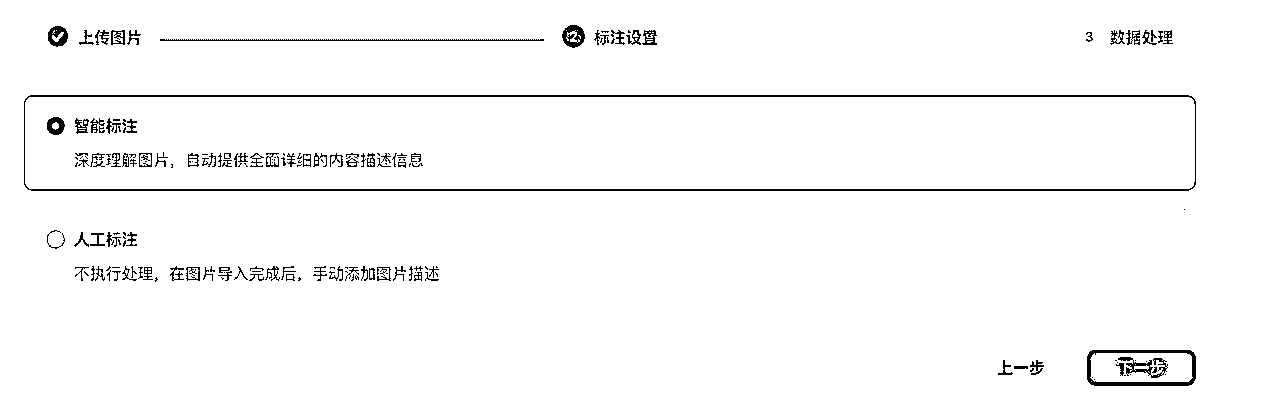 上传图片 2 标注设置 3 数据处理
智能标注
深度理解图片，自动提供全面详细的内容描述信息
人工标注
不执行处理，在图片导入完成后，手动添加图片描述
上一步 下一步